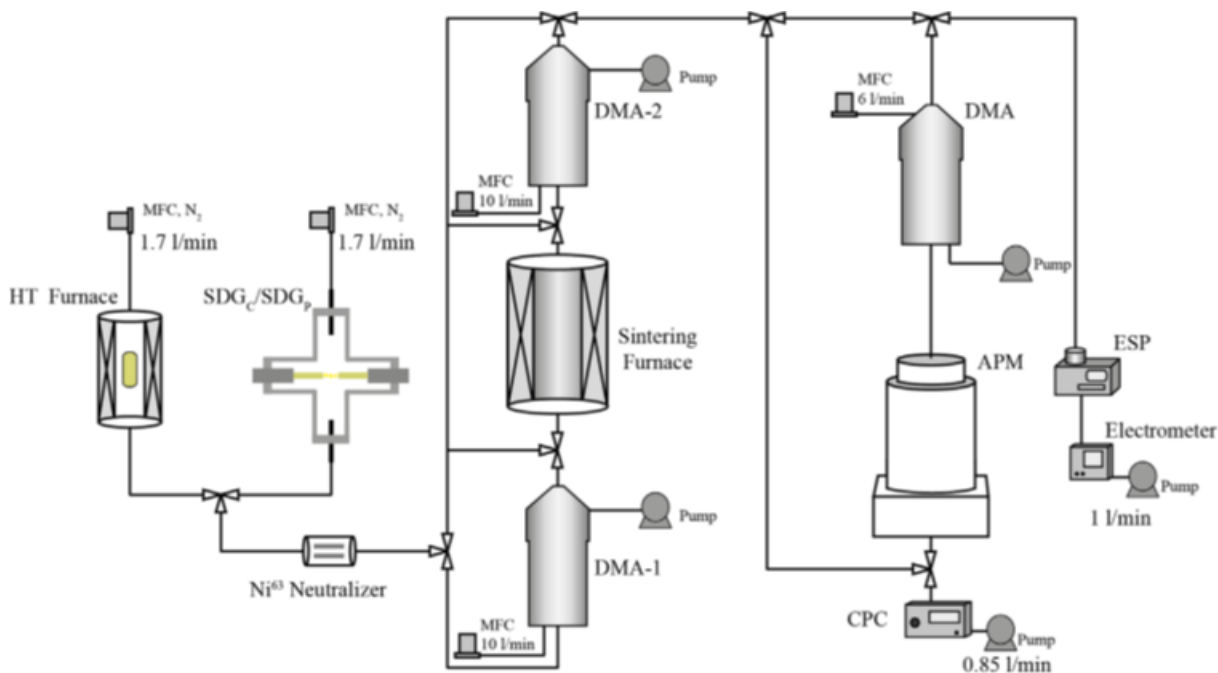 MFC, N₂
1.7 l/min
HT Furnace
MFC, N₂
1.7 l/min
SDG_C/SDG_P
Ni⁶³ Neutralizer
Pump
DMA-2
MFC
10 l/min
Sintering
Furnace
Pump
DMA-1
MFC
10 l/min
MFC
6 l/min
DMA
Pump
APM
ESP
Electrometer
Pump
1 l/min
CPC
Pump
0.85 l/min